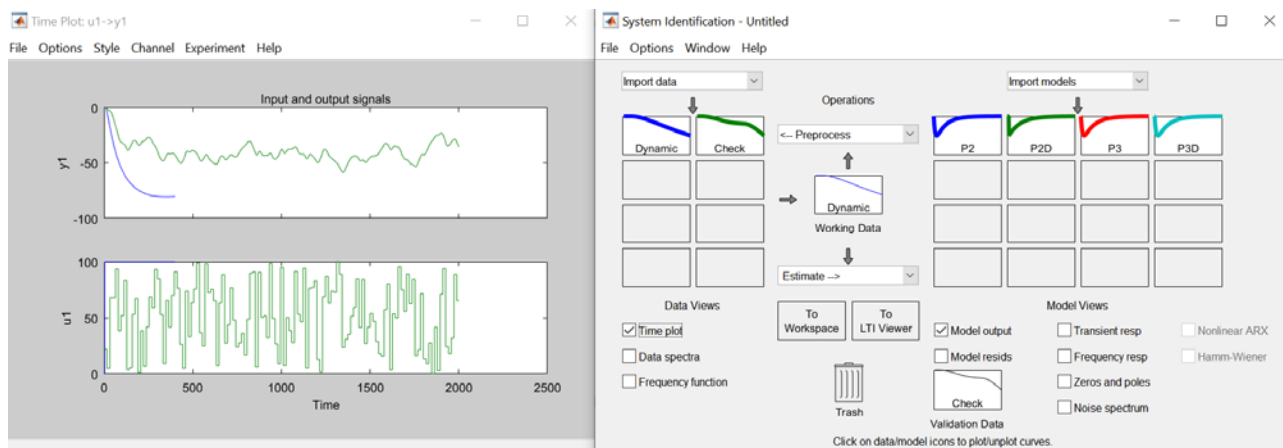 Time Plot: u1->y1
File Options Style Channel Experiment Help
Input and output signals
0
-50
-100
y1
100
50
0
u1
0 500 1000 1500 2000 2500
Time
System Identification - Untitled
File Options Window Help
Import data
Operations
Import models
Dynamic
Check
<-- Preprocess
P2
P2D
P3
P3D
Dynamic
Working Data
Estimate -->
Data Views
Time plot
Data spectra
Frequency function
To
Workspace
To
LTI Viewer
Trash
Model Views
Model output
Transient resp
Nonlinear ARX
Model resids
Frequency resp
Hamm-Wiener
Zeros and poles
Check
Noise spectrum
Validation Data
Click on data/model icons to plot/unplot curves.